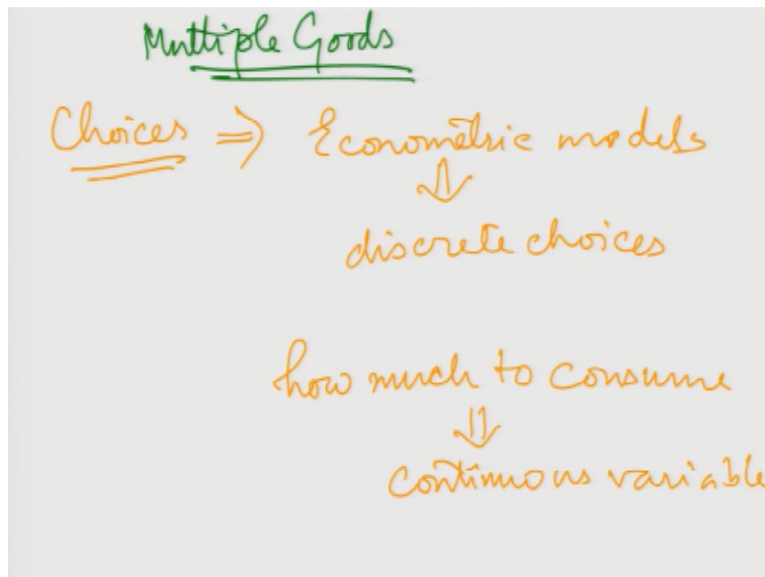 Multiple Goods
Choices ⇒ Econometric models
⇓
discrete choices
how much to consume
⇓
continuous variable